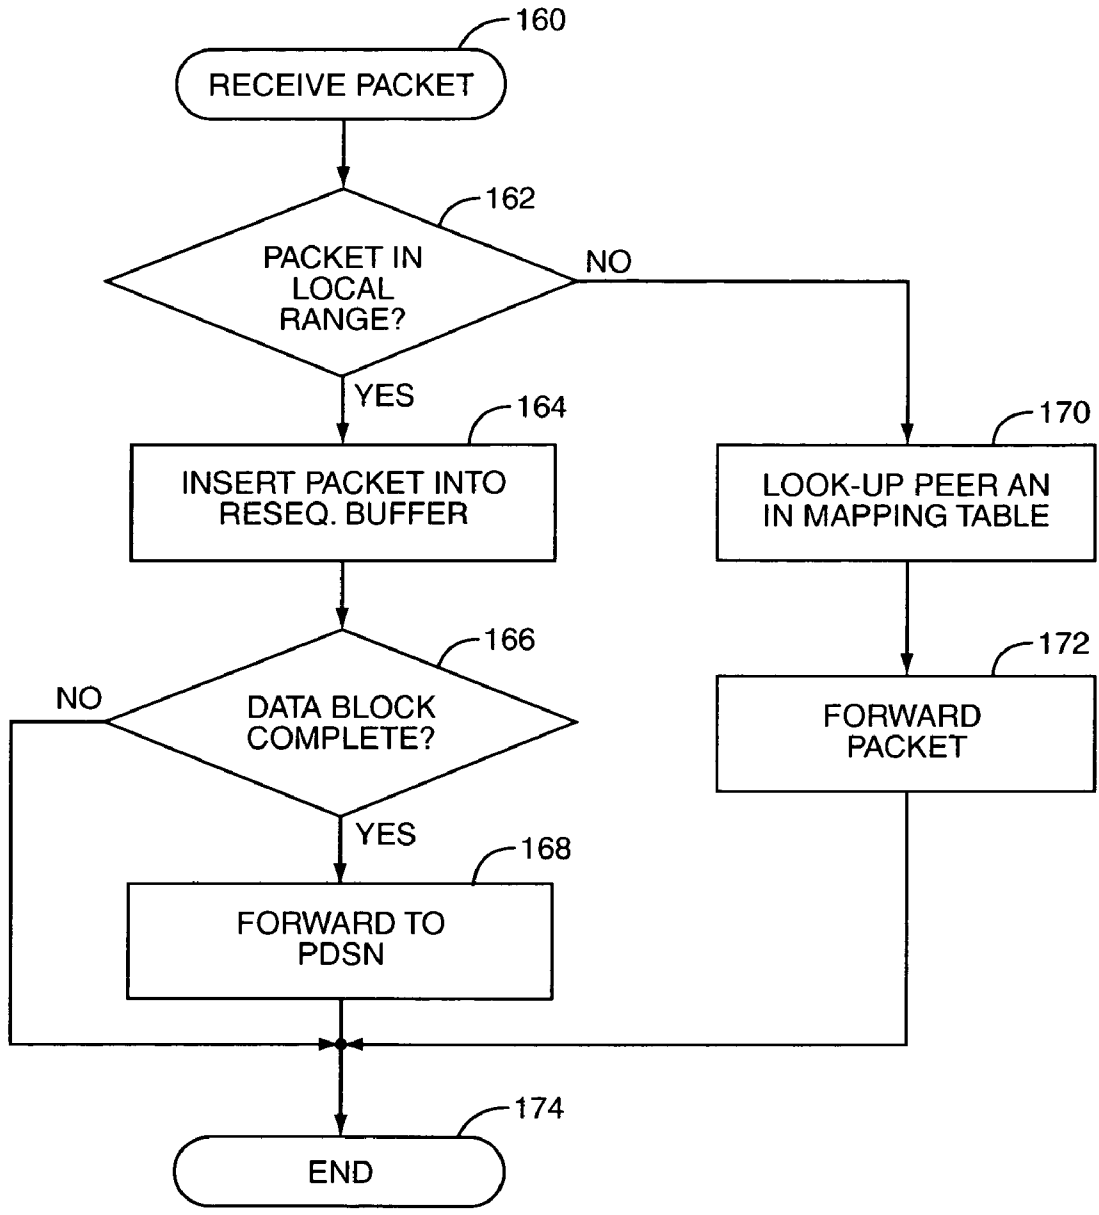 160
RECEIVE PACKET
162
PACKET IN
LOCAL
RANGE?
NO
YES
164
INSERT PACKET INTO
RESEQ. BUFFER
170
LOOK-UP PEER AN
IN MAPPING TABLE
166
DATA BLOCK
COMPLETE?
NO
YES
172
FORWARD
PACKET
168
FORWARD TO
PDSN
174
END